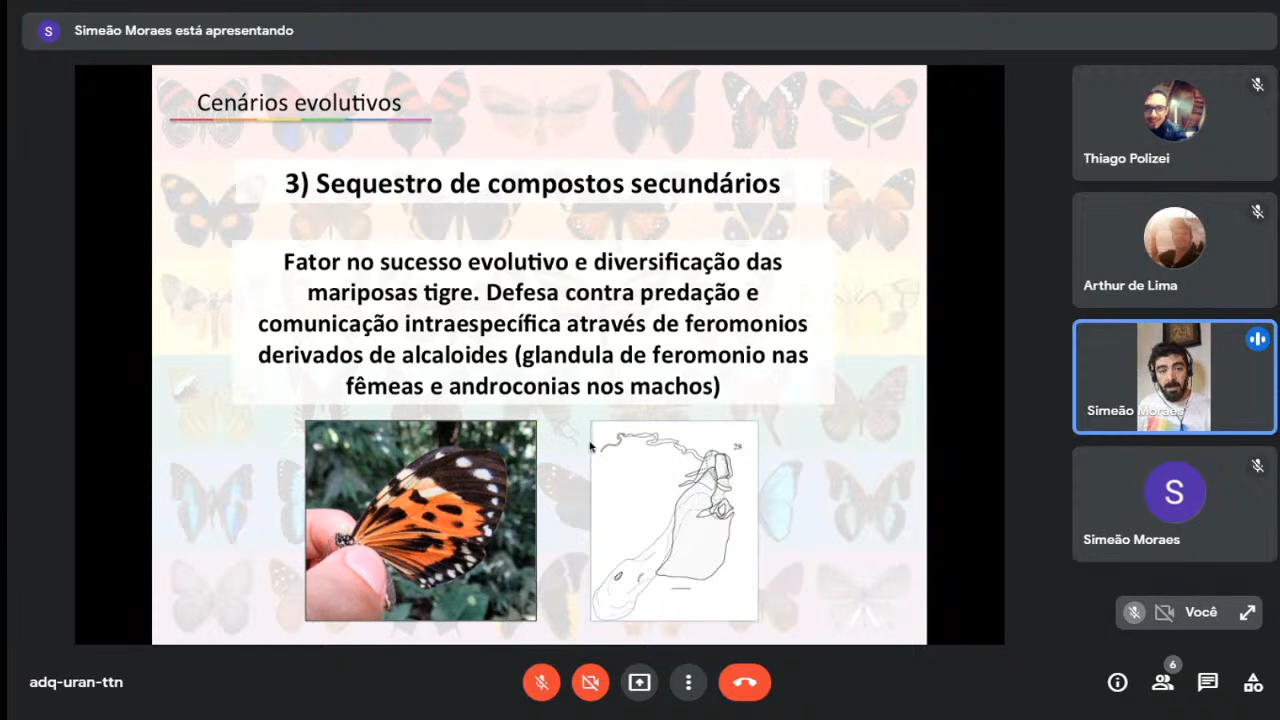 S
Simeão Moraes está apresentando
Cenários evolutivos
3) Sequestro de compostos secundários
Fator no sucesso evolutivo e diversificação das
mariposas tigre. Defesa contra predação e
comunicação intraespecífica através de feromonios
derivados de alcaloides (glandula de feromonio nas
fêmeas e androconias nos machos)
28
Thiago Polizei
Arthur de Lima
Simeão Moraes
S
Simeão Moraes
Você
adq-uran-ttn
6